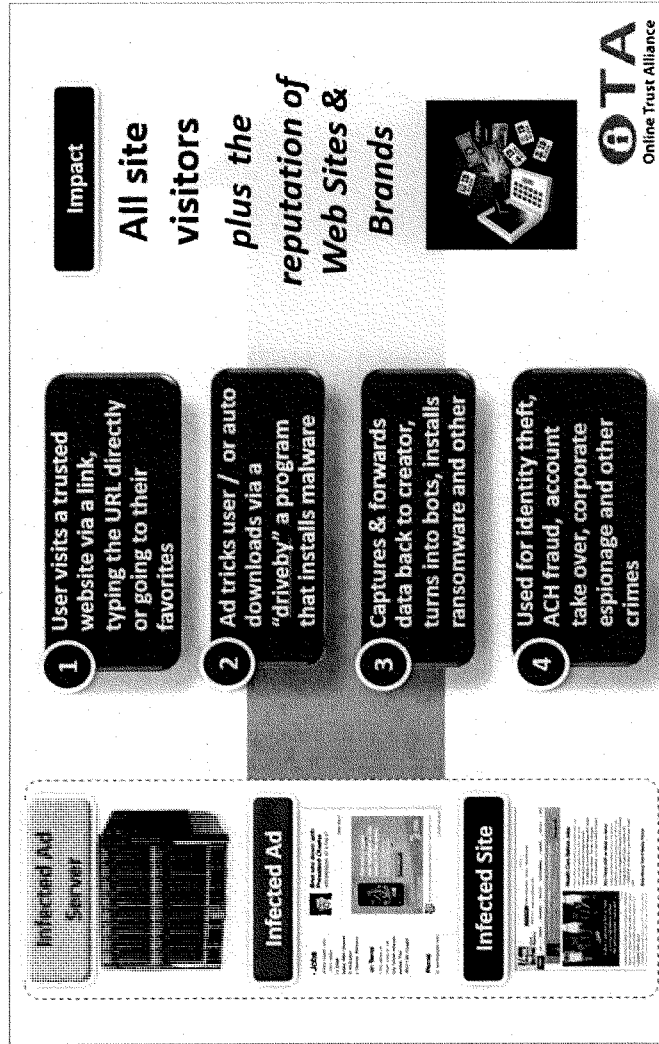 Infected Ad
Server
Infected Ad
Infected Site
1
User visits a trusted
website via a link,
typing the URL directly
or going to their
favorites
2
Ad tricks user / or auto
downloads via a
"driveby" a program
that installs malware
3
Captures & forwards
data back to creator,
turns into bots, installs
ransomware and other
4
Used for identity theft,
ACH fraud, account
take over, corporate
espionage and other
crimes
Impact
All site
visitors
plus the
reputation of
Web Sites &
Brands
OTA
Online Trust Alliance